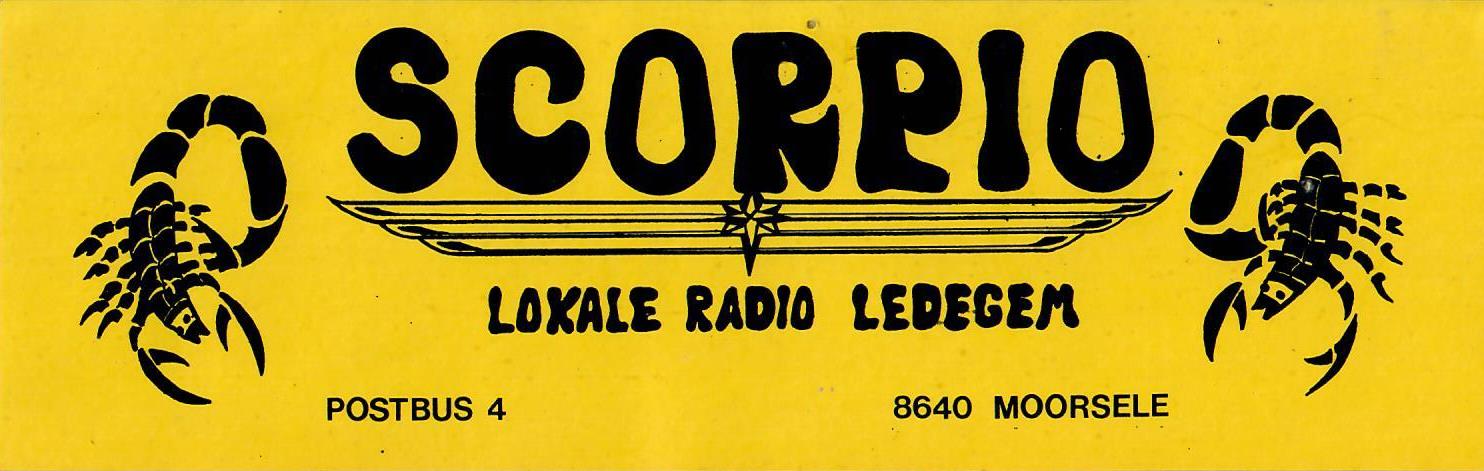 SCORPIO
LOKALE RADIO LEDEGEM
POSTBUS 4 8640 MOORSELE